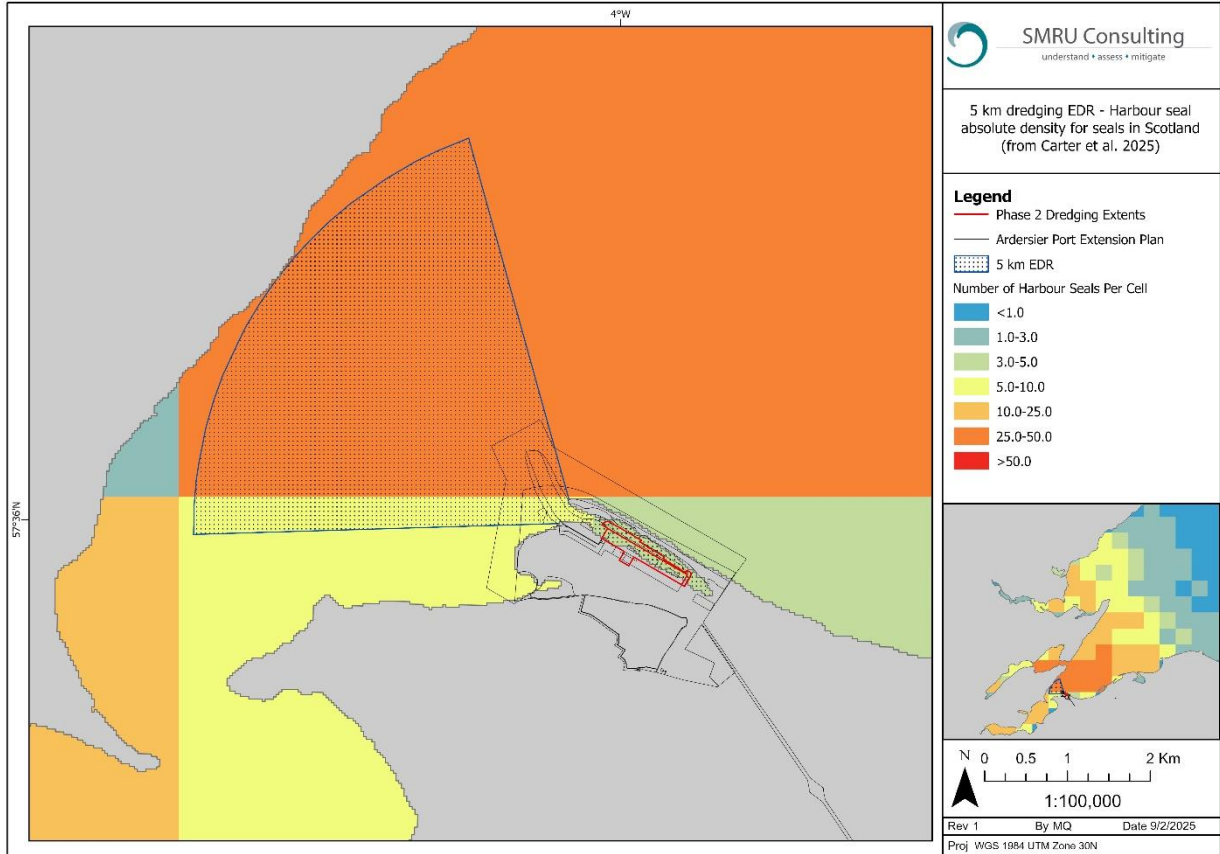 4°W
57°36'N
SMRU Consulting
understand • assess • mitigate
5 km dredging EDR - Harbour seal
absolute density for seals in Scotland
(from Carter et al. 2025)
Legend
Phase 2 Dredging Extents
Ardersier Port Extension Plan
5 km EDR
Number of Harbour Seals Per Cell
<1.0
1.0-3.0
3.0-5.0
5.0-10.0
10.0-25.0
25.0-50.0
>50.0
N 0 0.5 1 2 Km
1:100,000
Rev 1 By MQ Date 9/2/2025
Proj WGS 1984 UTM Zone 30N